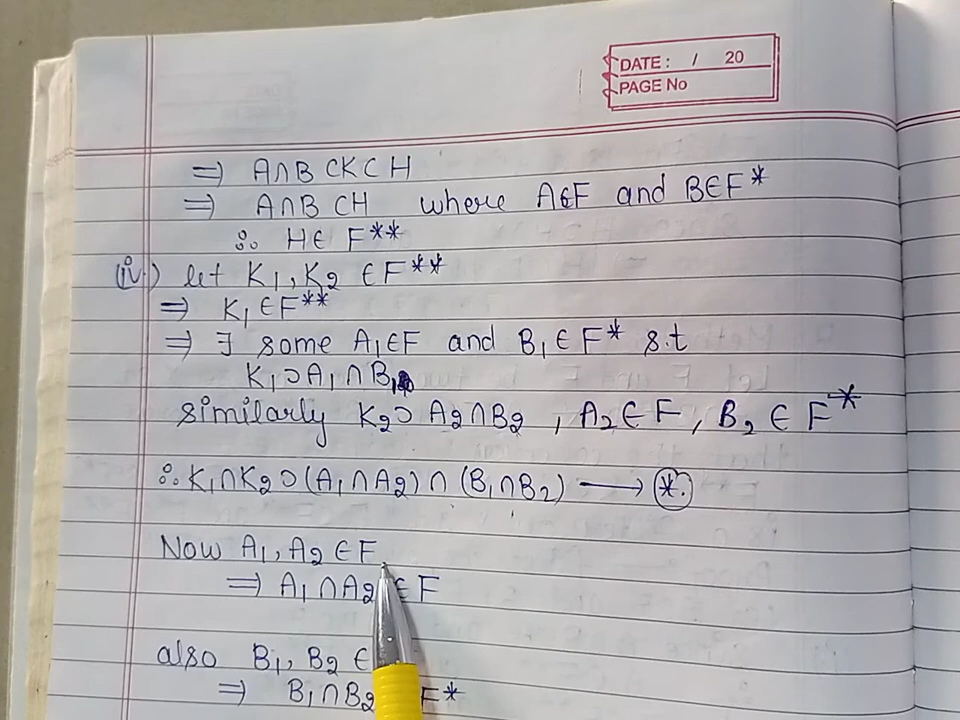 DATE : / 20
PAGE No
⇒ A∩B ⊂K⊂H
⇒ A∩B ⊂H where A∈F and B∈F*
∴ H∈ F**
(iv) let K₁,K₂ ∈F**
⇒ K₁∈F**
⇒ ∃ some A₁∈F and B₁∈F* s.t
K₁⊃A₁∩B₁
similarly K₂⊃ A₂∩B₂ , A₂∈F, B₂∈F*
∴ K₁∩K₂⊃(A₁∩A₂)∩(B₁∩B₂) ⟶ (*.)
Now A₁,A₂∈F
⇒ A₁∩A₂∈F
also B₁, B₂ ∈
⇒ B₁∩B₂ F*